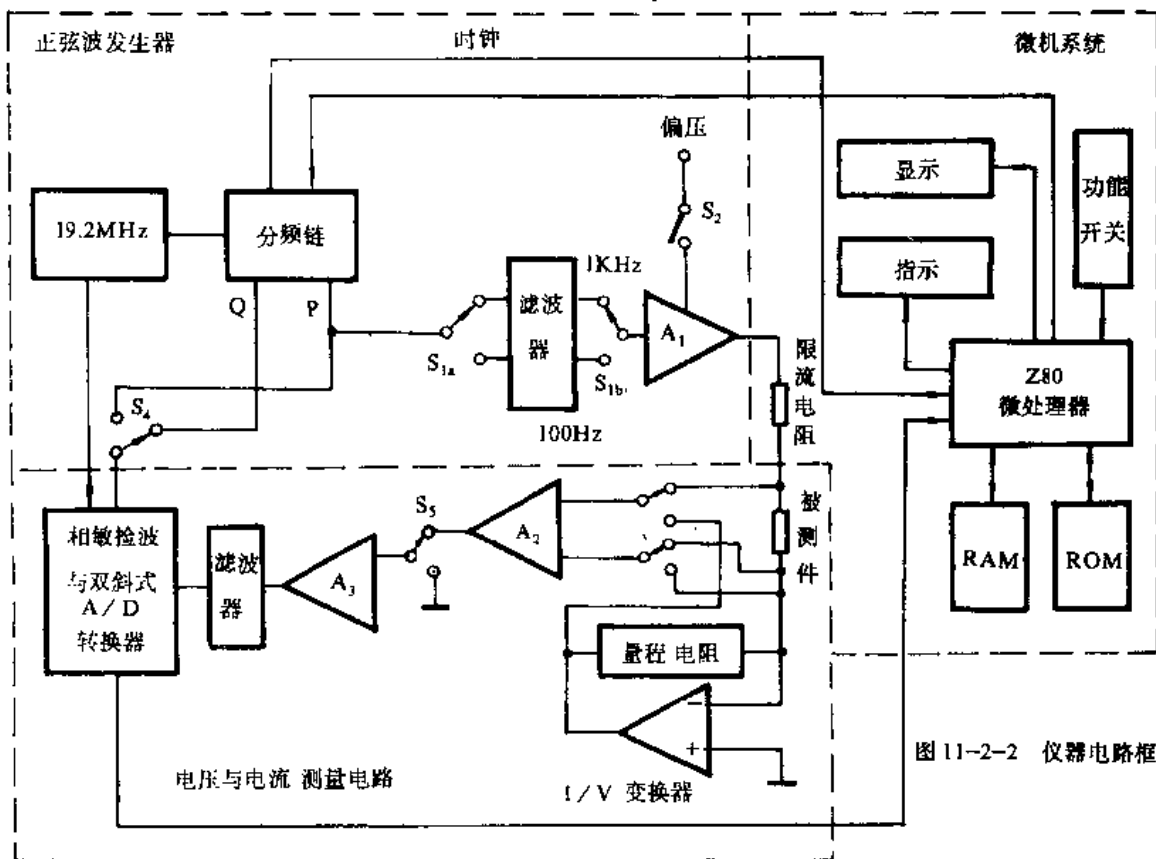 正弦波发生器
时钟
微机系统
偏压
显示
功能
开关
19.2MHz
分频链
S₂
指示
Q
P
1KHz
滤波
器
A₁
S₁ₐ
S₁b
限流电阻
Z80
微处理器
S₄
100Hz
相敏捡波
与双斜式
A/D
转换器
滤波
器
A₃
S₅
A₂
被测件
RAM
ROM
量程 电阻
−
+
图 11-2-2 仪器电路框
电压与电流 测量电路
I/V 变换器